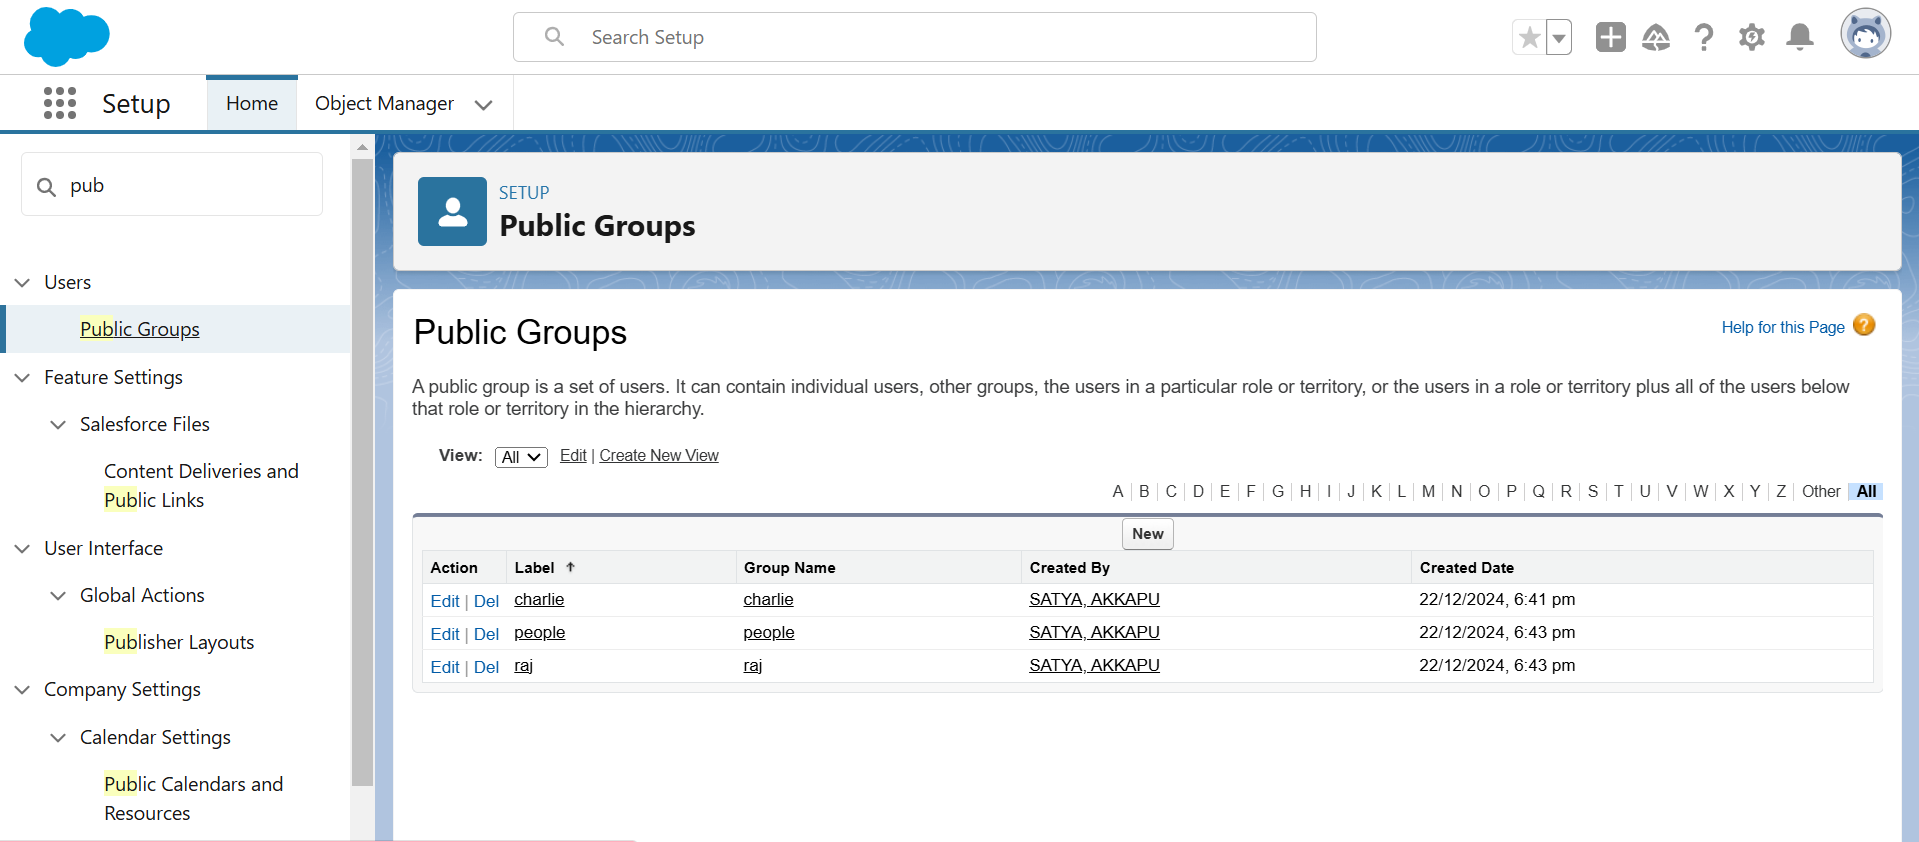 Search Setup
Setup
Home
Object Manager
pub
Users
Public Groups
Feature Settings
Salesforce Files
Content Deliveries and
Public Links
User Interface
Global Actions
Publisher Layouts
Company Settings
Calendar Settings
Public Calendars and
Resources
SETUP
Public Groups
Public Groups
Help for this Page ?
A public group is a set of users. It can contain individual users, other groups, the users in a particular role or territory, or the users in a role or territory plus all of the users below
that role or territory in the hierarchy.
View: All Edit | Create New View
A | B | C | D | E | F | G | H | I | J | K | L | M | N | O | P | Q | R | S | T | U | V | W | X | Y | Z | Other | All
New
Action Label Group Name Created By Created Date
Edit | Del charlie charlie SATYA, AKKAPU 22/12/2024, 6:41 pm
Edit | Del people people SATYA, AKKAPU 22/12/2024, 6:43 pm
Edit | Del raj raj SATYA, AKKAPU 22/12/2024, 6:43 pm